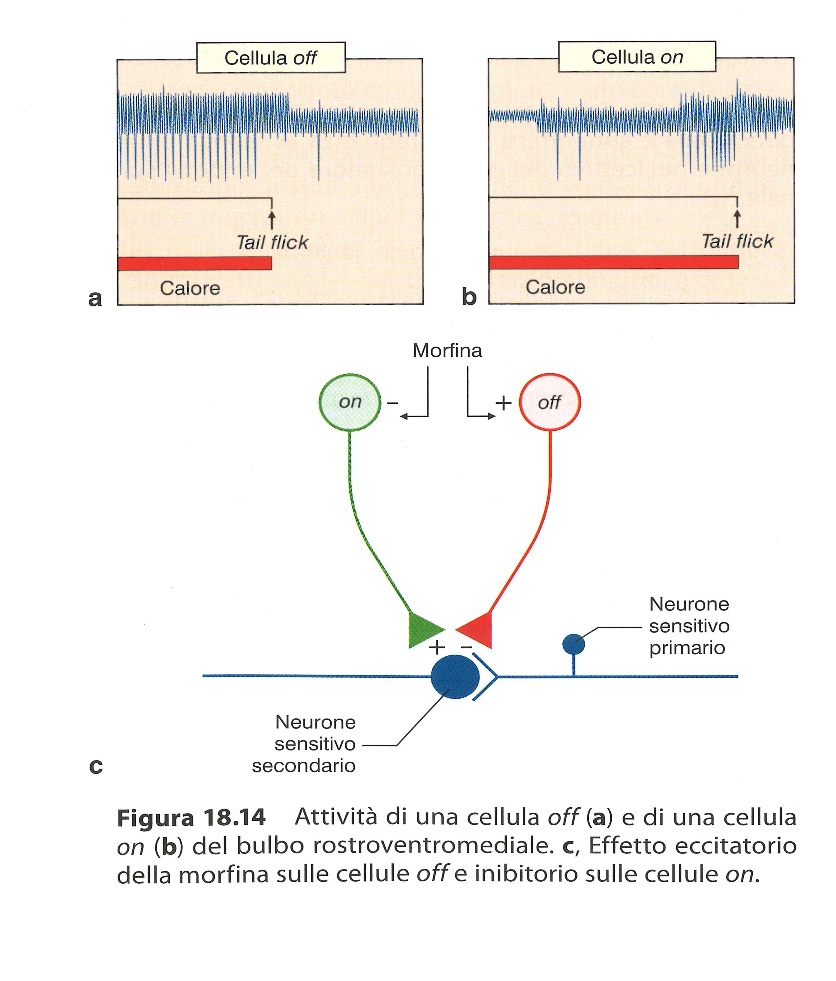 Cellula off
Cellula on
Tail flick
Tail flick
Calore
Calore
a
b
Morfina
on
-
+
off
Neurone
sensitivo
primario
+
-
Neurone
sensitivo
secondario
c
Figura 18.14 Attività di una cellula off (a) e di una cellula
on (b) del bulbo rostroventromediale. c, Effetto eccitatorio
della morfina sulle cellule off e inibitorio sulle cellule on.